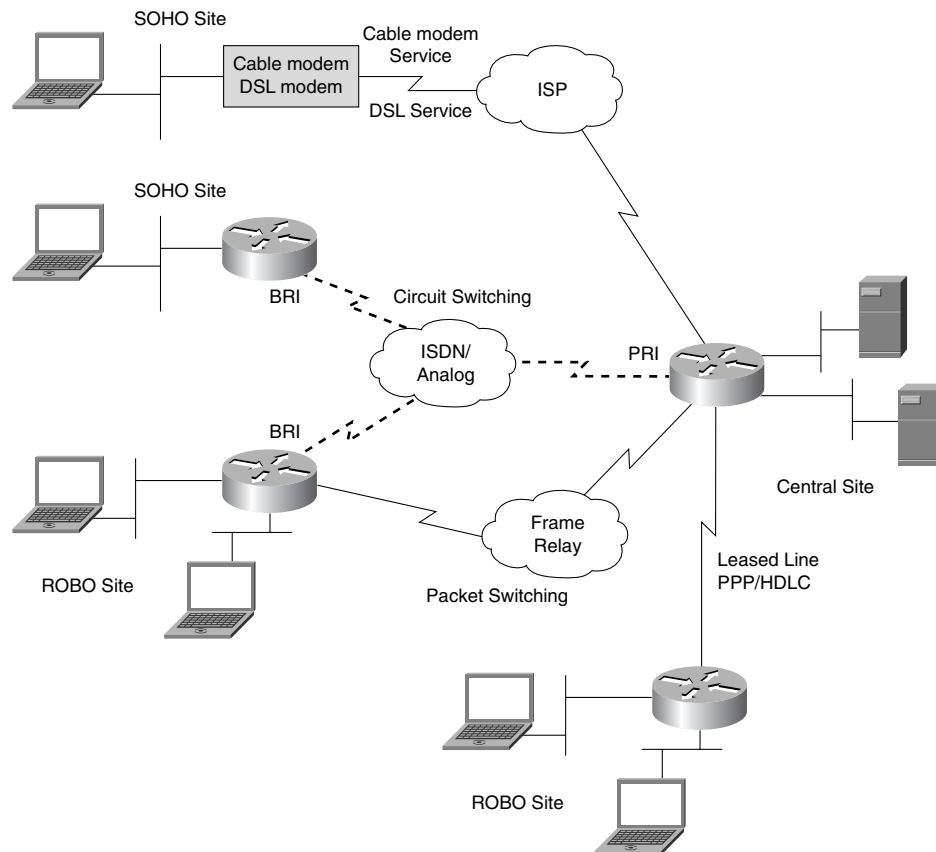 SOHO Site
Cable modem
DSL modem
Cable modem
Service
DSL Service
ISP
SOHO Site
BRI
Circuit Switching
ISDN/
Analog
PRI
BRI
Central Site
Frame
Relay
ROBO Site
Packet Switching
Leased Line
PPP/HDLC
ROBO Site